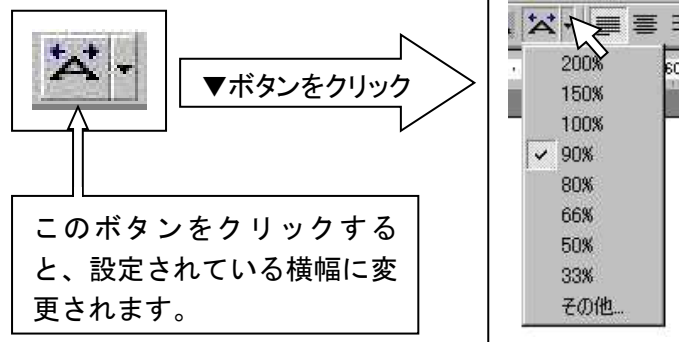 ▼ボタンをクリック
このボタンをクリックする
と、設定されている横幅に変
更されます。
200%
150%
100%
90%
80%
66%
50%
33%
その他...